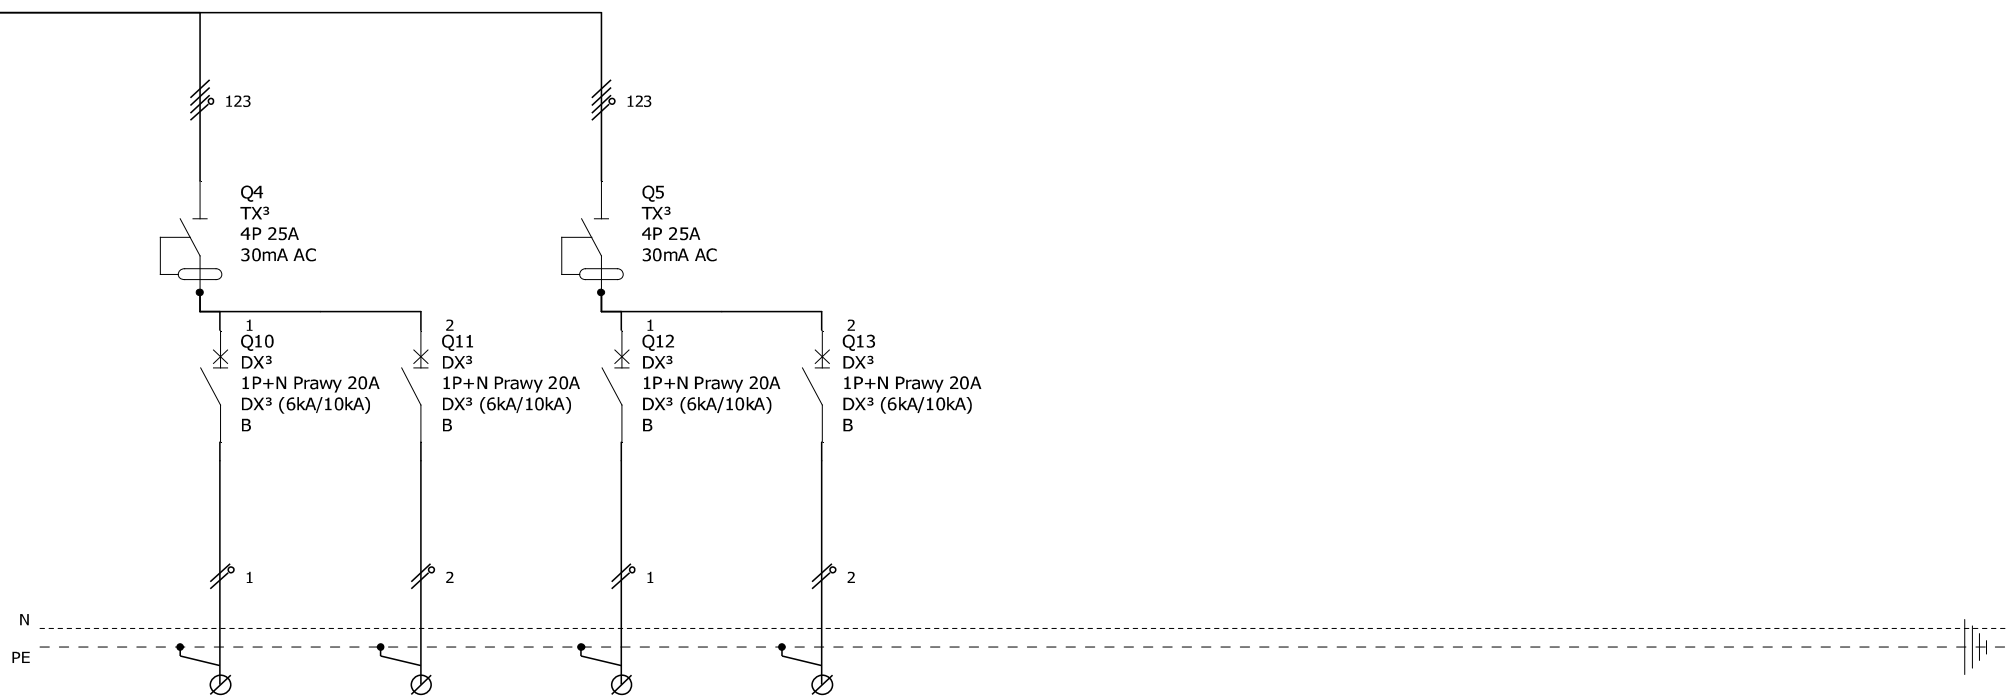 123
123
Q4
TX³
4P 25A
30mA AC
Q5
TX³
4P 25A
30mA AC
1
Q10
DX³
1P+N Prawy 20A
DX³ (6kA/10kA)
B
2
Q11
DX³
1P+N Prawy 20A
DX³ (6kA/10kA)
B
1
Q12
DX³
1P+N Prawy 20A
DX³ (6kA/10kA)
B
2
Q13
DX³
1P+N Prawy 20A
DX³ (6kA/10kA)
B
1
2
1
2
N
PE